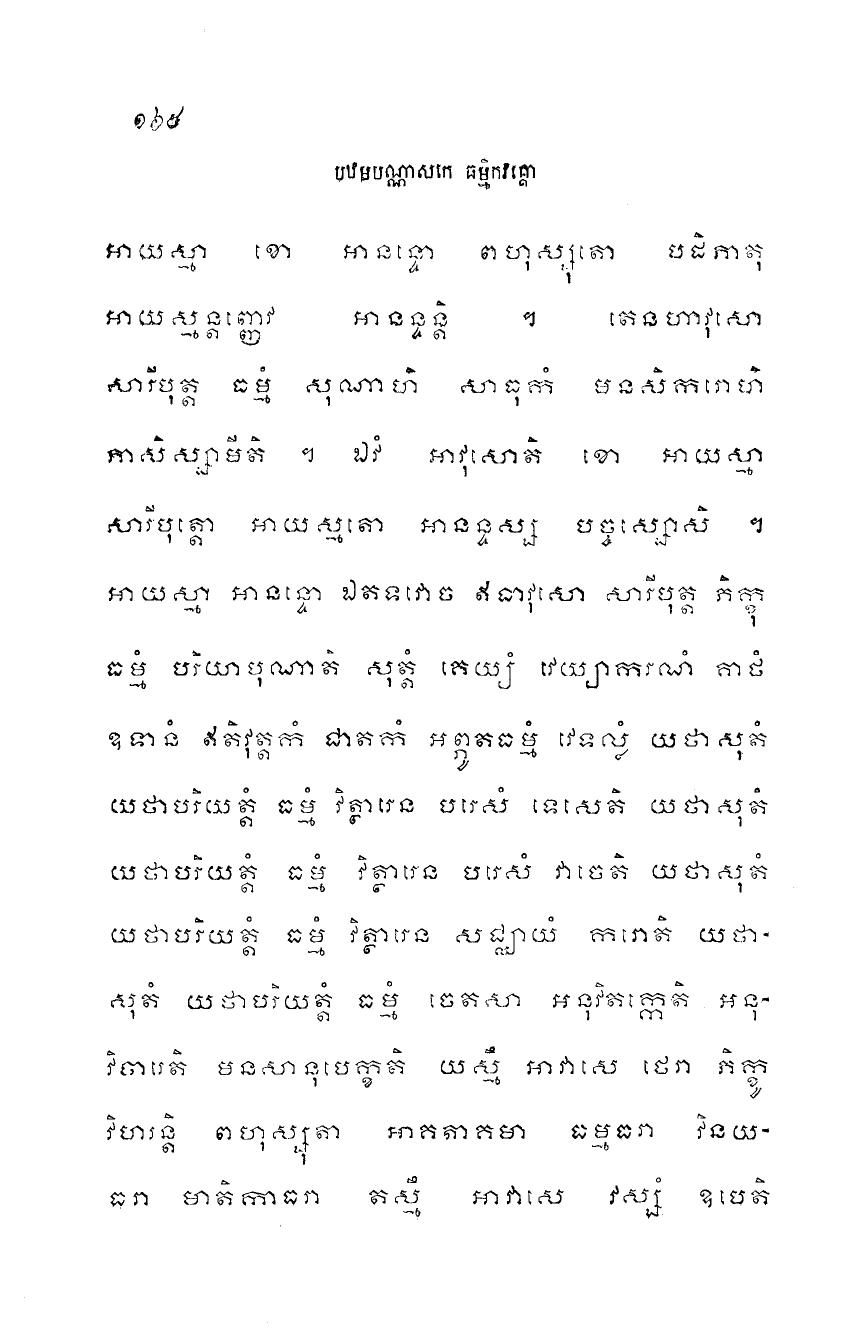 ១៦៥
បឋមបណ្ណាសកេ ធម្មិកវគ្គោ
អាយស្មា ខោ អានន្ទោ ពហុស្សុតោ បដិភាតុ
អាយស្មន្តញ្ញេវ អានន្ទន្តិ ។ តេនហាវុសោ
សារីបុត្ត ធម្មំ សុណាហិ សាធុកំ មនសិករោហិ
ភាសិស្សាមីតិ ។ ឯវំ អាវុសោតិ ខោ អាយស្មា
សារីបុត្តោ អាយស្មតោ អានន្ទស្ស បច្ចស្សោសិ ។
អាយស្មា អានន្ទោ ឯតទវោច ឥធាវុសោ សារីបុត្ត ភិក្ខុ
ធម្មំ បរិយាបុណាតិ សុត្តំ គេយ្យំ វេយ្យាករណំ គាថំ
ឧទានំ ឥតិវុត្តកំ ជាតកំ អព្ភូតធម្មំ វេទល្លំ យថាសុតំ
យថាបរិយត្តំ ធម្មំ វិត្ថារេន បរេសំ ទេសេតិ យថាសុតំ
យថាបរិយត្តំ ធម្មំ វិត្ថារេន បរេសំ វាចេតិ យថាសុតំ
យថាបរិយត្តំ ធម្មំ វិត្ថារេន សជ្ឈាយំ ករោតិ យថា-
សុតំ យថាបរិយត្តំ ធម្មំ ចេតសា អនុវិតក្កេតិ អនុ-
វិចារេតិ មនសានុបេក្ខតិ យស្មឹ អាវាសេ ថេរា ភិក្ខូ
វិហរន្តិ ពហុស្សុតា អាគតាគមា ធម្មធរា វិនយ-
ធរា មាតិកាធរា តស្មឹ អាវាសេ វស្សំ ឧបេតិ